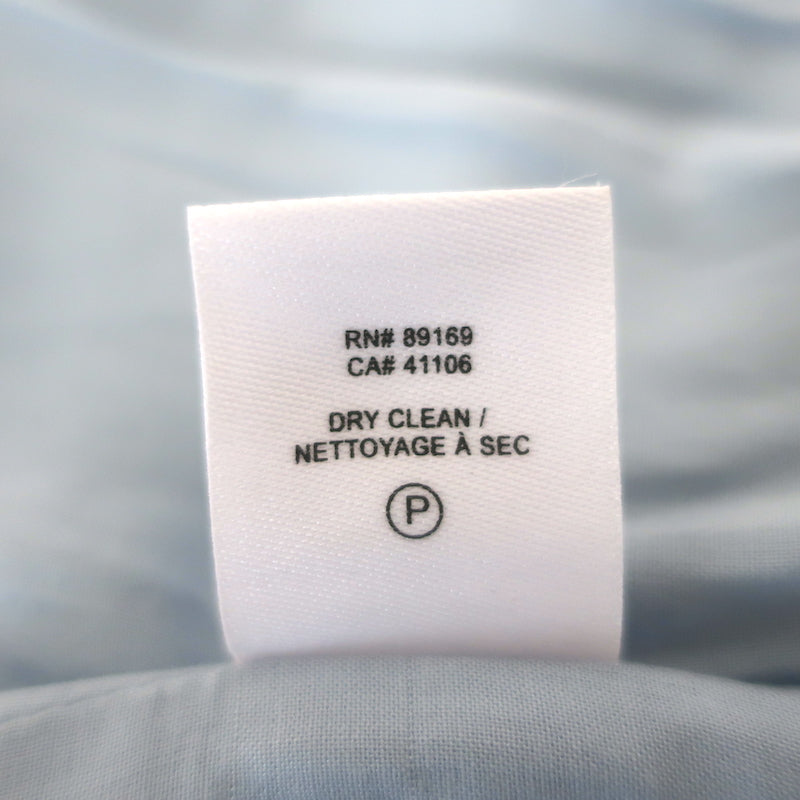 RN# 89169
CA# 41106
DRY CLEAN /
NETTOYAGE À SEC
P